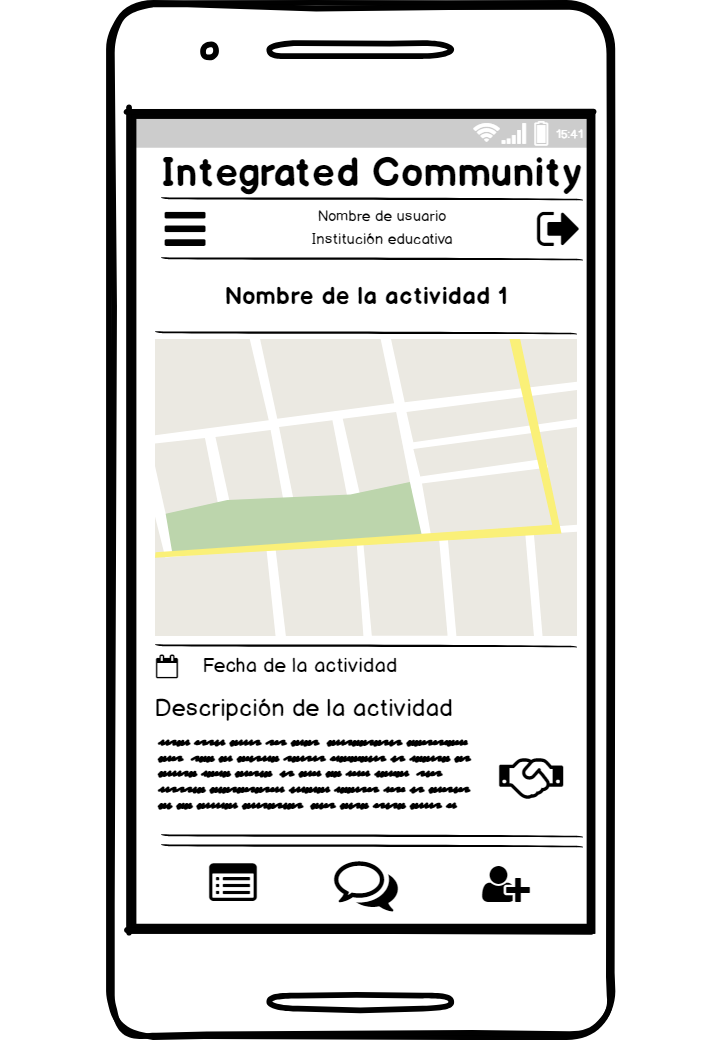 15:41
Integrated Community
Nombre de usuario
Institución educativa
Nombre de la actividad 1
Fecha de la actividad
Descripción de la actividad